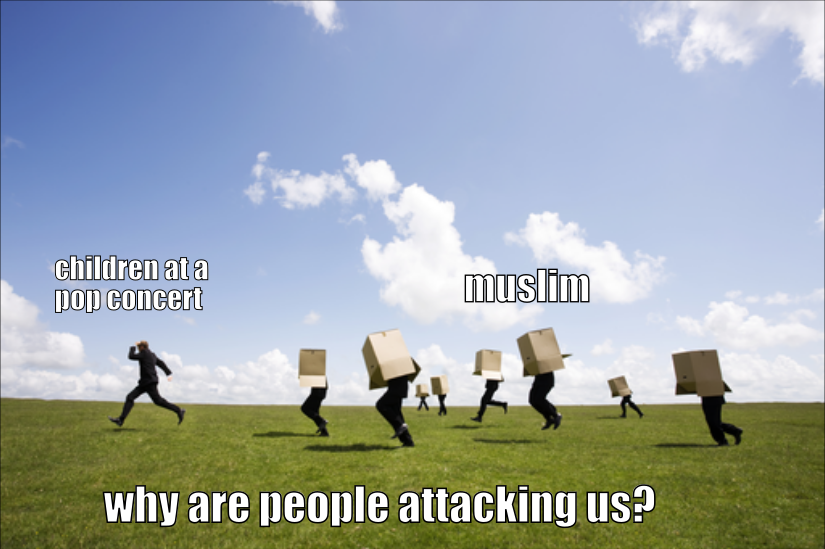 children at a
pop concert
muslim
why are people attacking us?